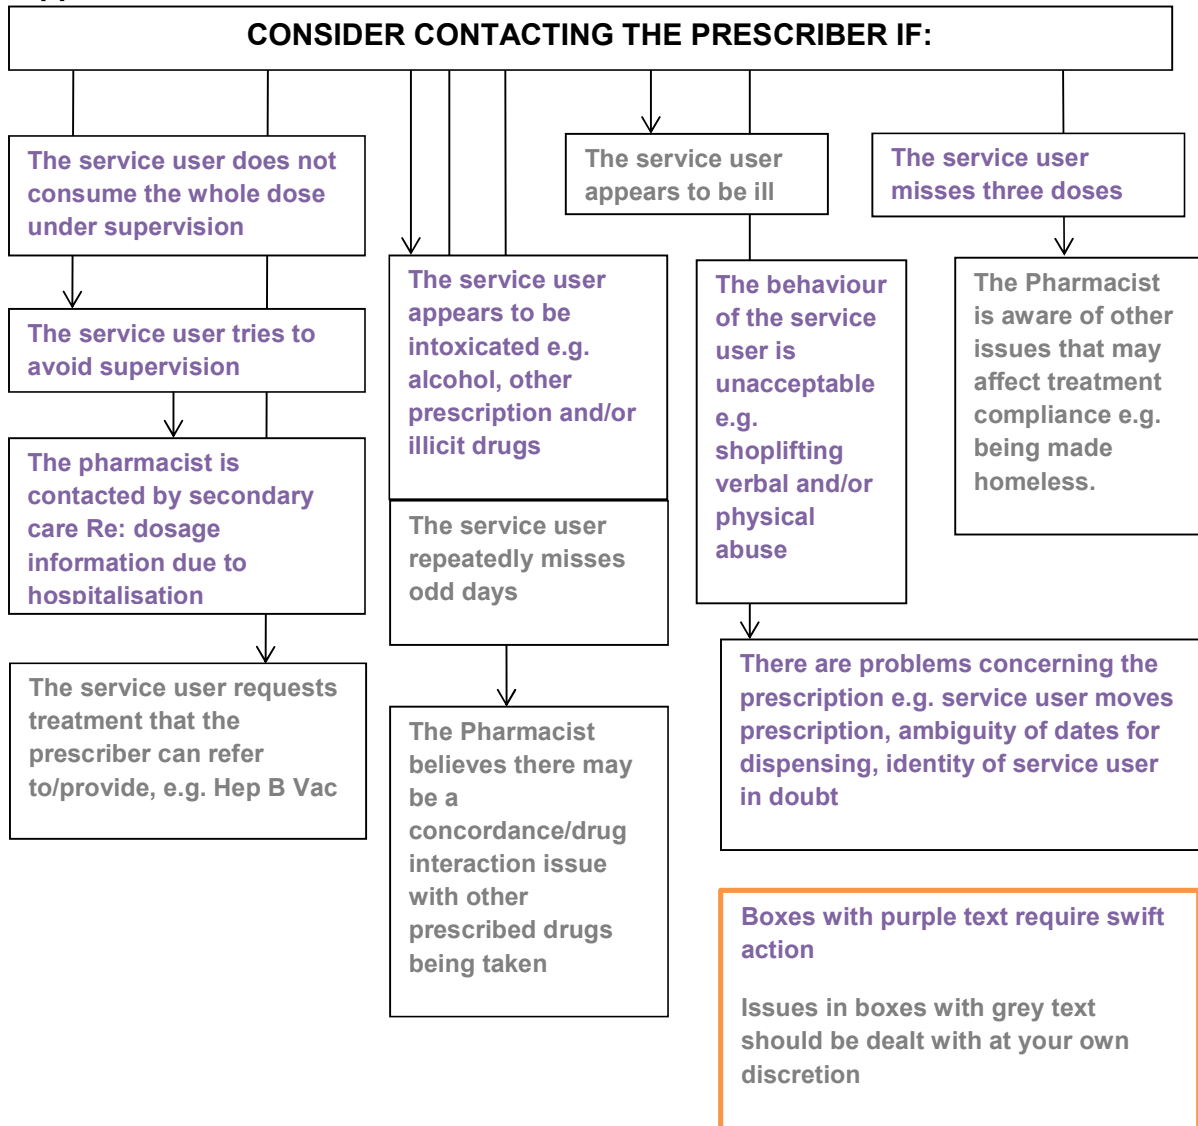 CONSIDER CONTACTING THE PRESCRIBER IF:
The service user does not
consume the whole dose
under supervision
The service user tries to
avoid supervision
The pharmacist is
contacted by secondary
care Re: dosage
information due to
hospitalisation
The service user requests
treatment that the
prescriber can refer
to/provide, e.g. Hep B Vac
The service user
appears to be
intoxicated e.g.
alcohol, other
prescription and/or
illicit drugs
The service user
repeatedly misses
odd days
The Pharmacist
believes there may
be a
concordance/drug
interaction issue
with other
prescribed drugs
being taken
The service user
appears to be ill
The behaviour
of the service
user is
unacceptable
e.g.
shoplifting
verbal and/or
physical
abuse
There are problems concerning the
prescription e.g. service user moves
prescription, ambiguity of dates for
dispensing, identity of service user
in doubt
The service user
misses three doses
The Pharmacist
is aware of other
issues that may
affect treatment
compliance e.g.
being made
homeless.
Boxes with purple text require swift
action
Issues in boxes with grey text
should be dealt with at your own
discretion